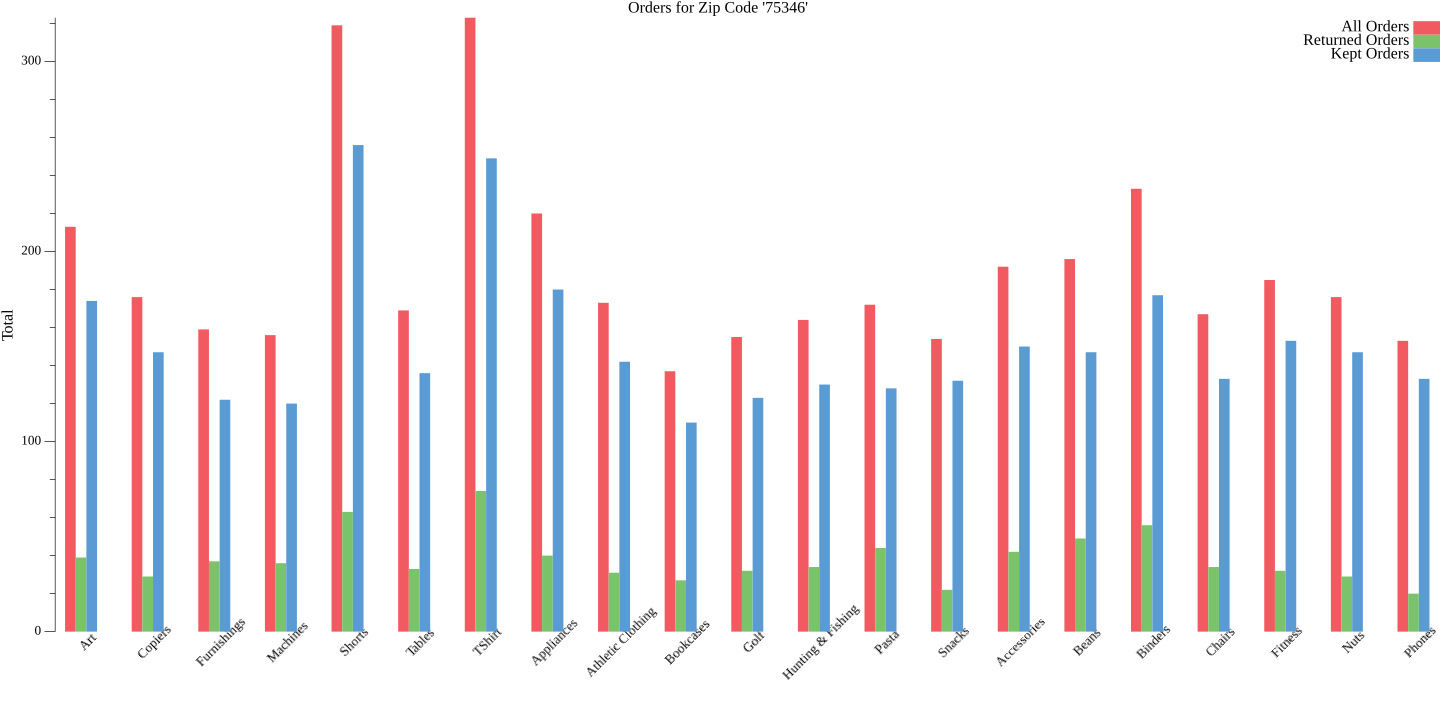 Orders for Zip Code '75346'
All Orders
Returned Orders
Kept Orders
Total
300
200
100
0
Art
Copiers
Furnishings
Machines
Shorts
Tables
TShirt
Appliances
Athletic Clothing
Bookcases
Golf
Hunting & Fishing
Pasta
Snacks
Accessories
Beans
Binders
Chairs
Fitness
Nuts
Phones